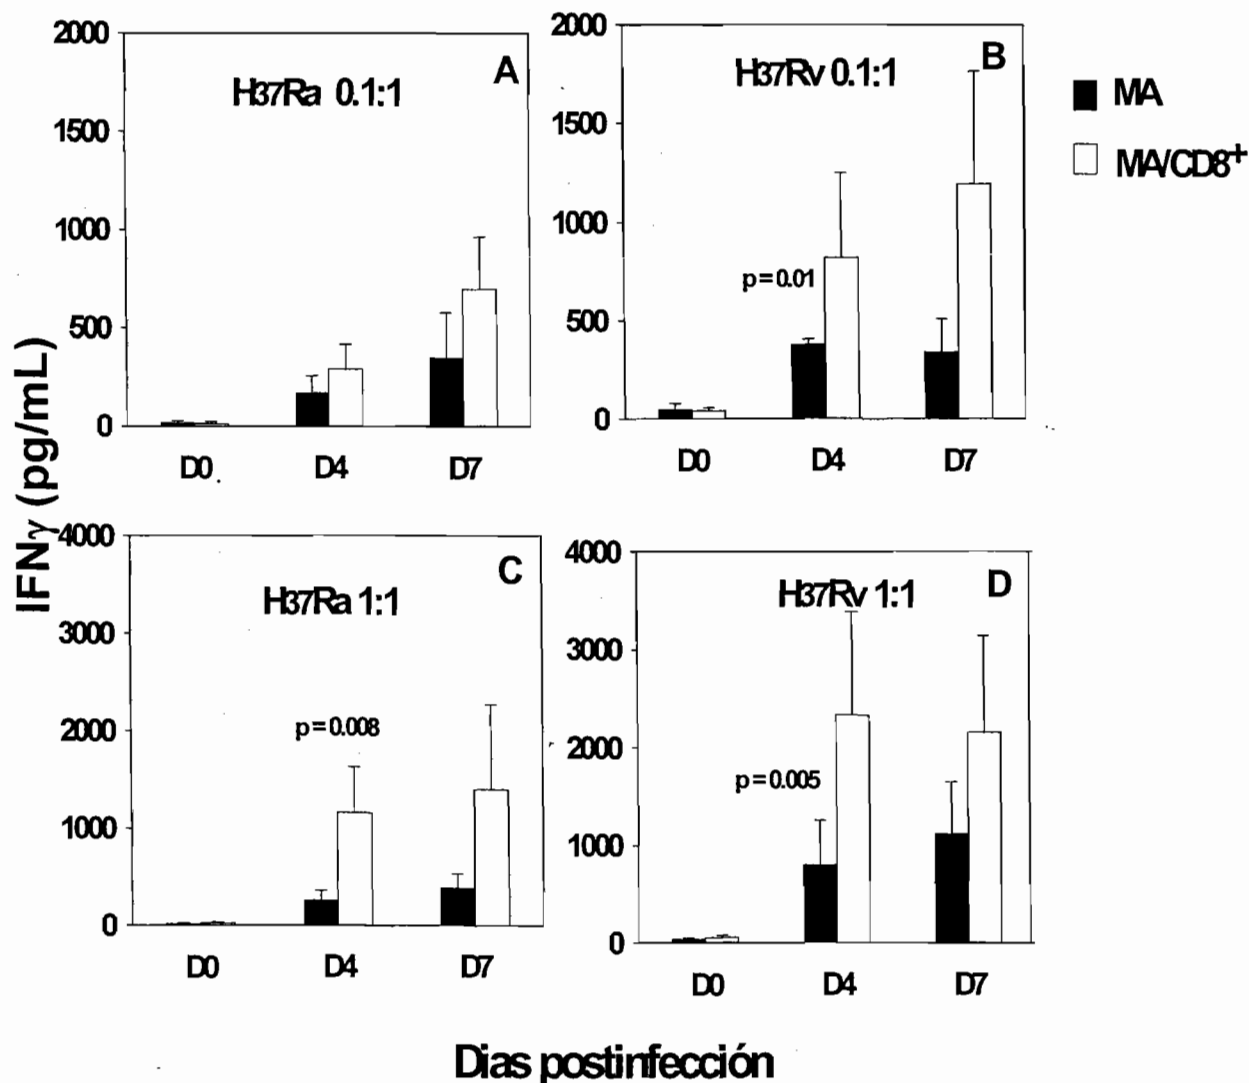 IFNγ (pg/mL)
2000
1500
1000
500
0
H37Ra 0.1:1
A
D0
D4
D7
2000
1500
1000
500
0
H37Rv 0.1:1
B
p=0.01
D0
D4
D7
MA
MA/CD8+
4000
3000
2000
1000
0
H37Ra 1:1
C
p=0.008
D0
D4
D7
4000
3000
2000
1000
0
H37Rv 1:1
D
p=0.005
D0
D4
D7
Dias postinfección